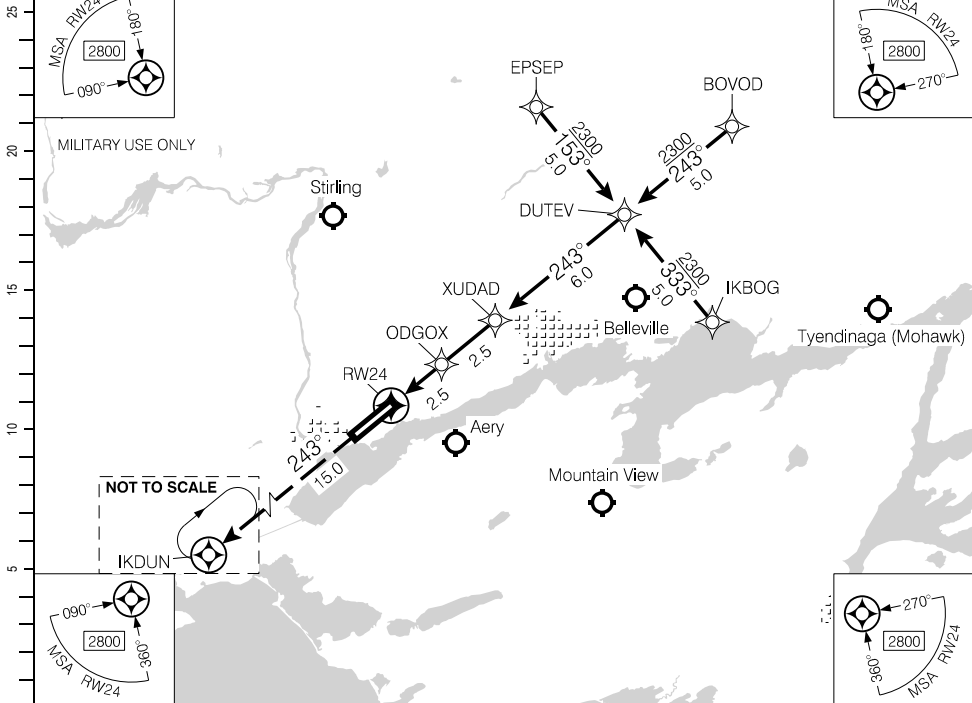 25
MSA RW24
180°
2800
090°
MSA RW24
180°
2800
270°
EPSEP
BOVOD
2300
153°
5.0
2300
243°
5.0
20
MILITARY USE ONLY
Stirling
DUTEV
243°
6.0
2300
333°
5.0
XUDAD
IKBOG
15
Belleville
Tyendinaga (Mohawk)
ODGOX
2.5
RW24
2.5
10
Aery
243°
15.0
Mountain View
NOT TO SCALE
IKDUN
5
090°
2800
360°
MSA RW24
270°
2800
360°
MSA RW24